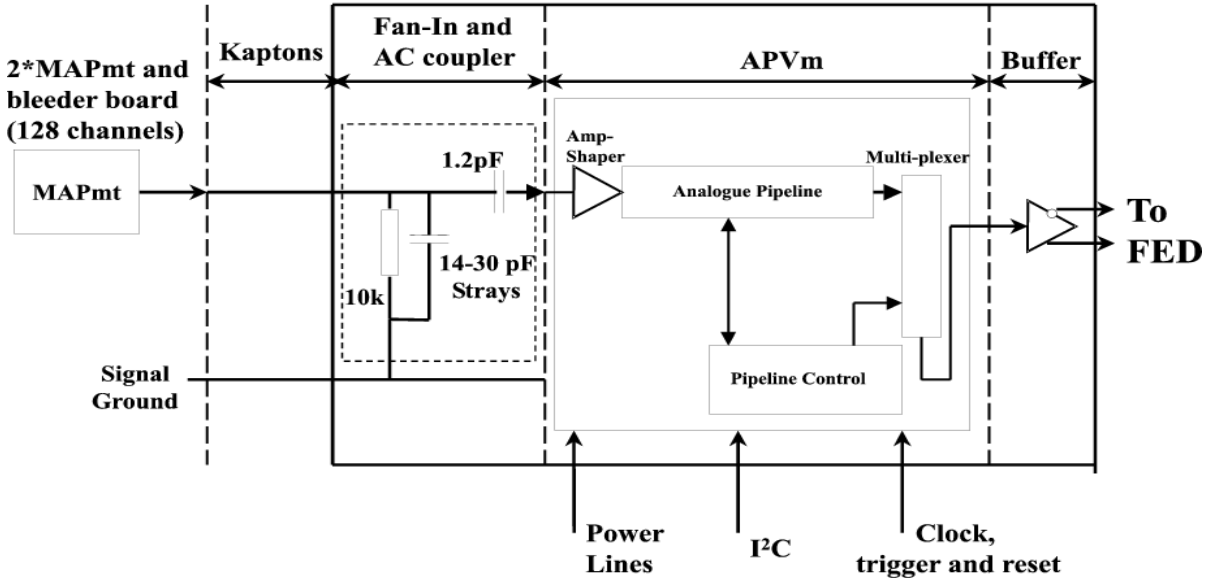 Fan-In and
AC coupler
Kaptons
APVm
Buffer
2*MAPmt and
bleeder board
(128 channels)
MAPmt
1.2pF
Amp-
Shaper
Multi-plexer
Analogue Pipeline
To
FED
14-30 pF
Strays
10k
Signal
Ground
Pipeline Control
Power
Lines
I²C
Clock,
trigger and reset